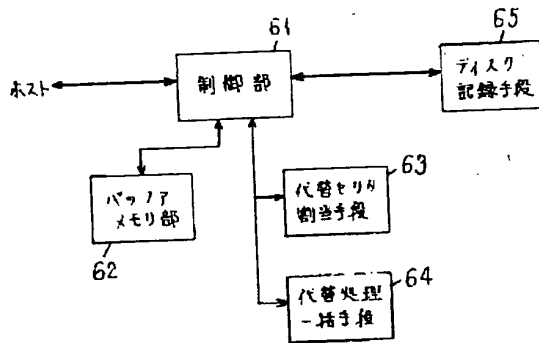 61
制御部
ホスト
65
ディスク
記録手段
バッファ
メモリ部
62
63
代替セクタ
割当手段
64
代替処理
一括手段